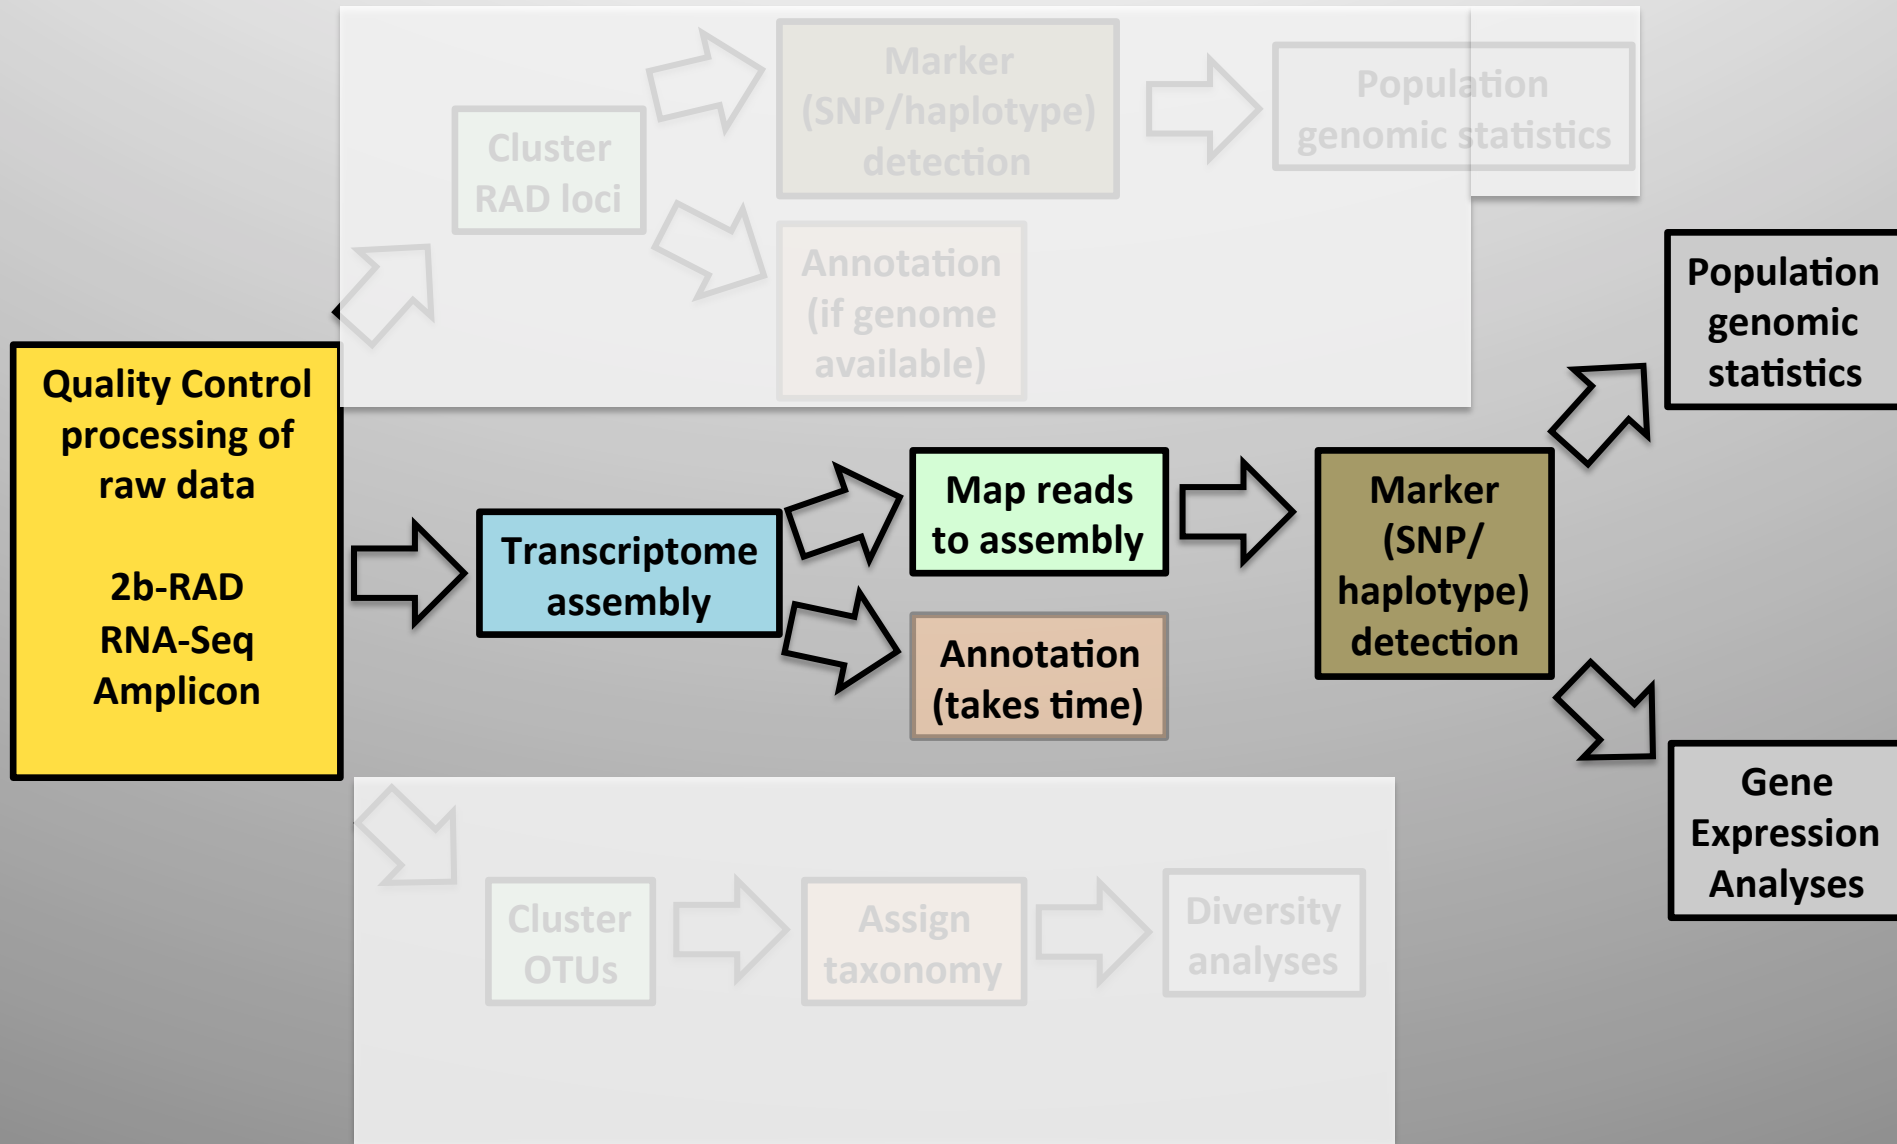 Marker
(SNP/haplotype)
detection
Population
genomic statistics
Cluster
RAD loci
Annotation
(if genome
available)
Quality Control
processing of
raw data
2b-RAD
RNA-Seq
Amplicon
Transcriptome
assembly
Map reads
to assembly
Annotation
(takes time)
Marker
(SNP/
haplotype)
detection
Population
genomic
statistics
Gene
Expression
Analyses
Cluster
OTUs
Assign
taxonomy
Diversity
analyses